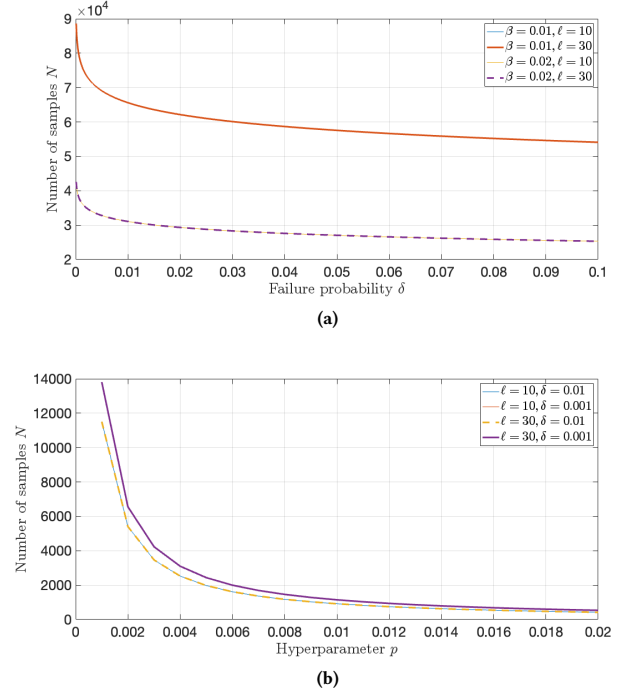 ×10⁴
9
8
7
6
5
4
3
2
Number of samples N
β = 0.01, ℓ = 10
β = 0.01, ℓ = 30
β = 0.02, ℓ = 10
β = 0.02, ℓ = 30
0 0.01 0.02 0.03 0.04 0.05 0.06 0.07 0.08 0.09 0.1
Failure probability δ
(a)
14000
12000
10000
8000
6000
4000
2000
0
Number of samples N
ℓ = 10, δ = 0.01
ℓ = 10, δ = 0.001
ℓ = 30, δ = 0.01
ℓ = 30, δ = 0.001
0 0.002 0.004 0.006 0.008 0.01 0.012 0.014 0.016 0.018 0.02
Hyperparameter p
(b)